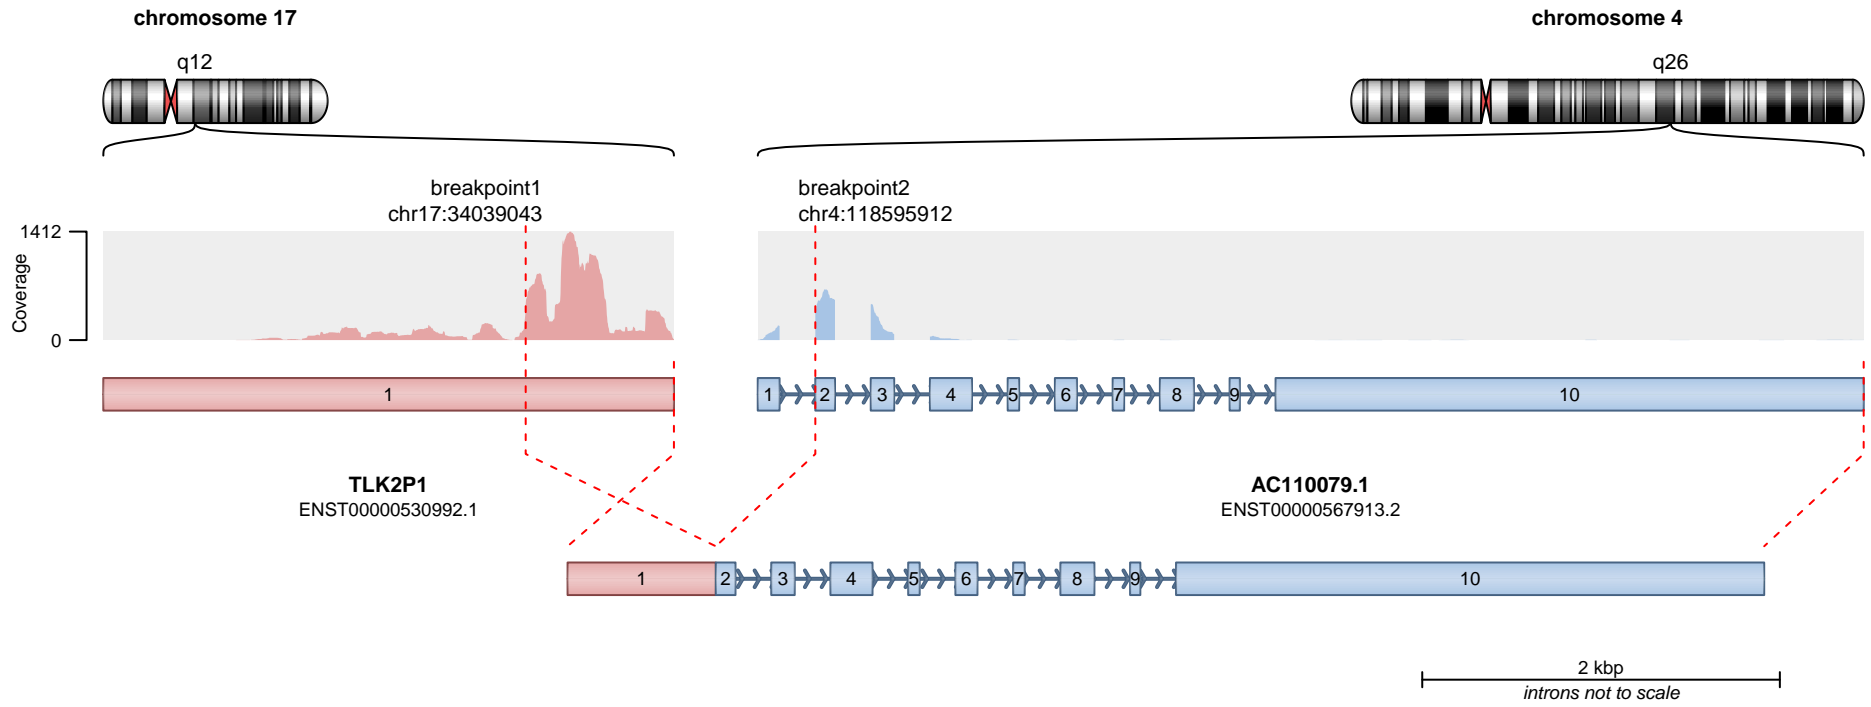 chromosome 17
chromosome 4
q12
q26
breakpoint1
chr17:34039043
breakpoint2
chr4:118595912
1412
0
Coverage
1
1 2 3 4 5 6 7 8 9 10
TLK2P1
ENST00000530992.1
AC110079.1
ENST00000567913.2
1 2 3 4 5 6 7 8 9 10
2 kbp
introns not to scale